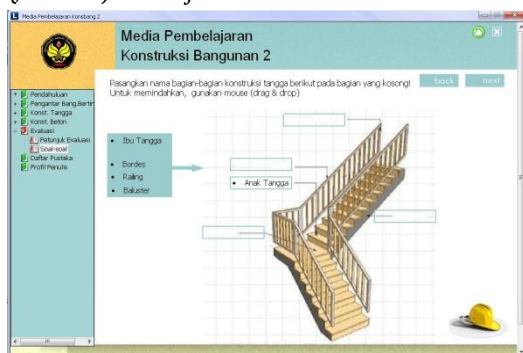 Media Pembelajaran Konsbang 2
Media Pembelajaran
Konstruksi Bangunan 2
Pendahuluan
Pengantar Bang.Bertin
Konst. Tangga
Konst. Beton
Evaluasi
Petunjuk Evaluasi
Soal-soal
Daftar Pustaka
Profil Penulis
Pasangkan nama bagian-bagian konstruksi tangga berikut pada bagian yang kosong!
Untuk memindahkan, gunakan mouse (drag & drop)
back
next
• Ibu Tangga
• Bordes
• Railing
• Baluster
• Anak Tangga